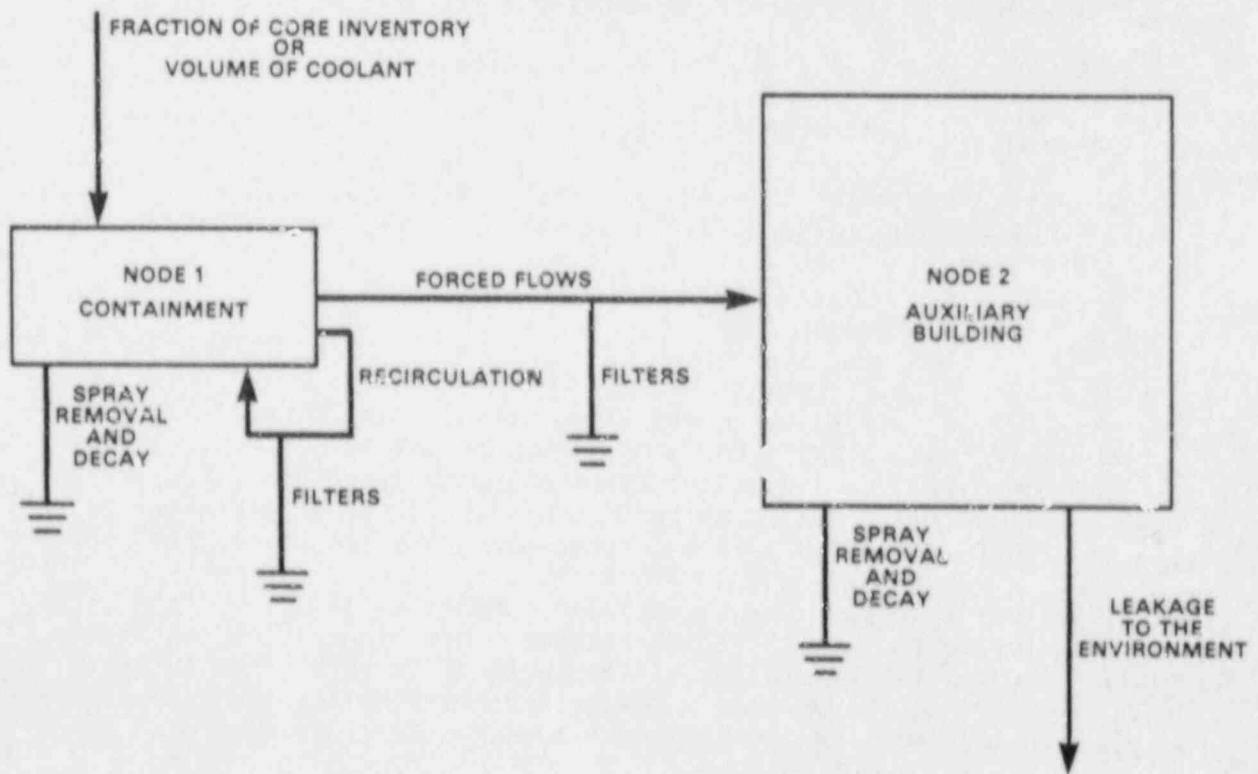 FRACTION OF CORE INVENTORY
OR
VOLUME OF COOLANT
NODE 1
CONTAINMENT
FORCED FLOWS
NODE 2
AUXILIARY
BUILDING
RECIRCULATION
FILTERS
SPRAY
REMOVAL
AND
DECAY
FILTERS
SPRAY
REMOVAL
AND
DECAY
LEAKAGE
TO THE
ENVIRONMENT